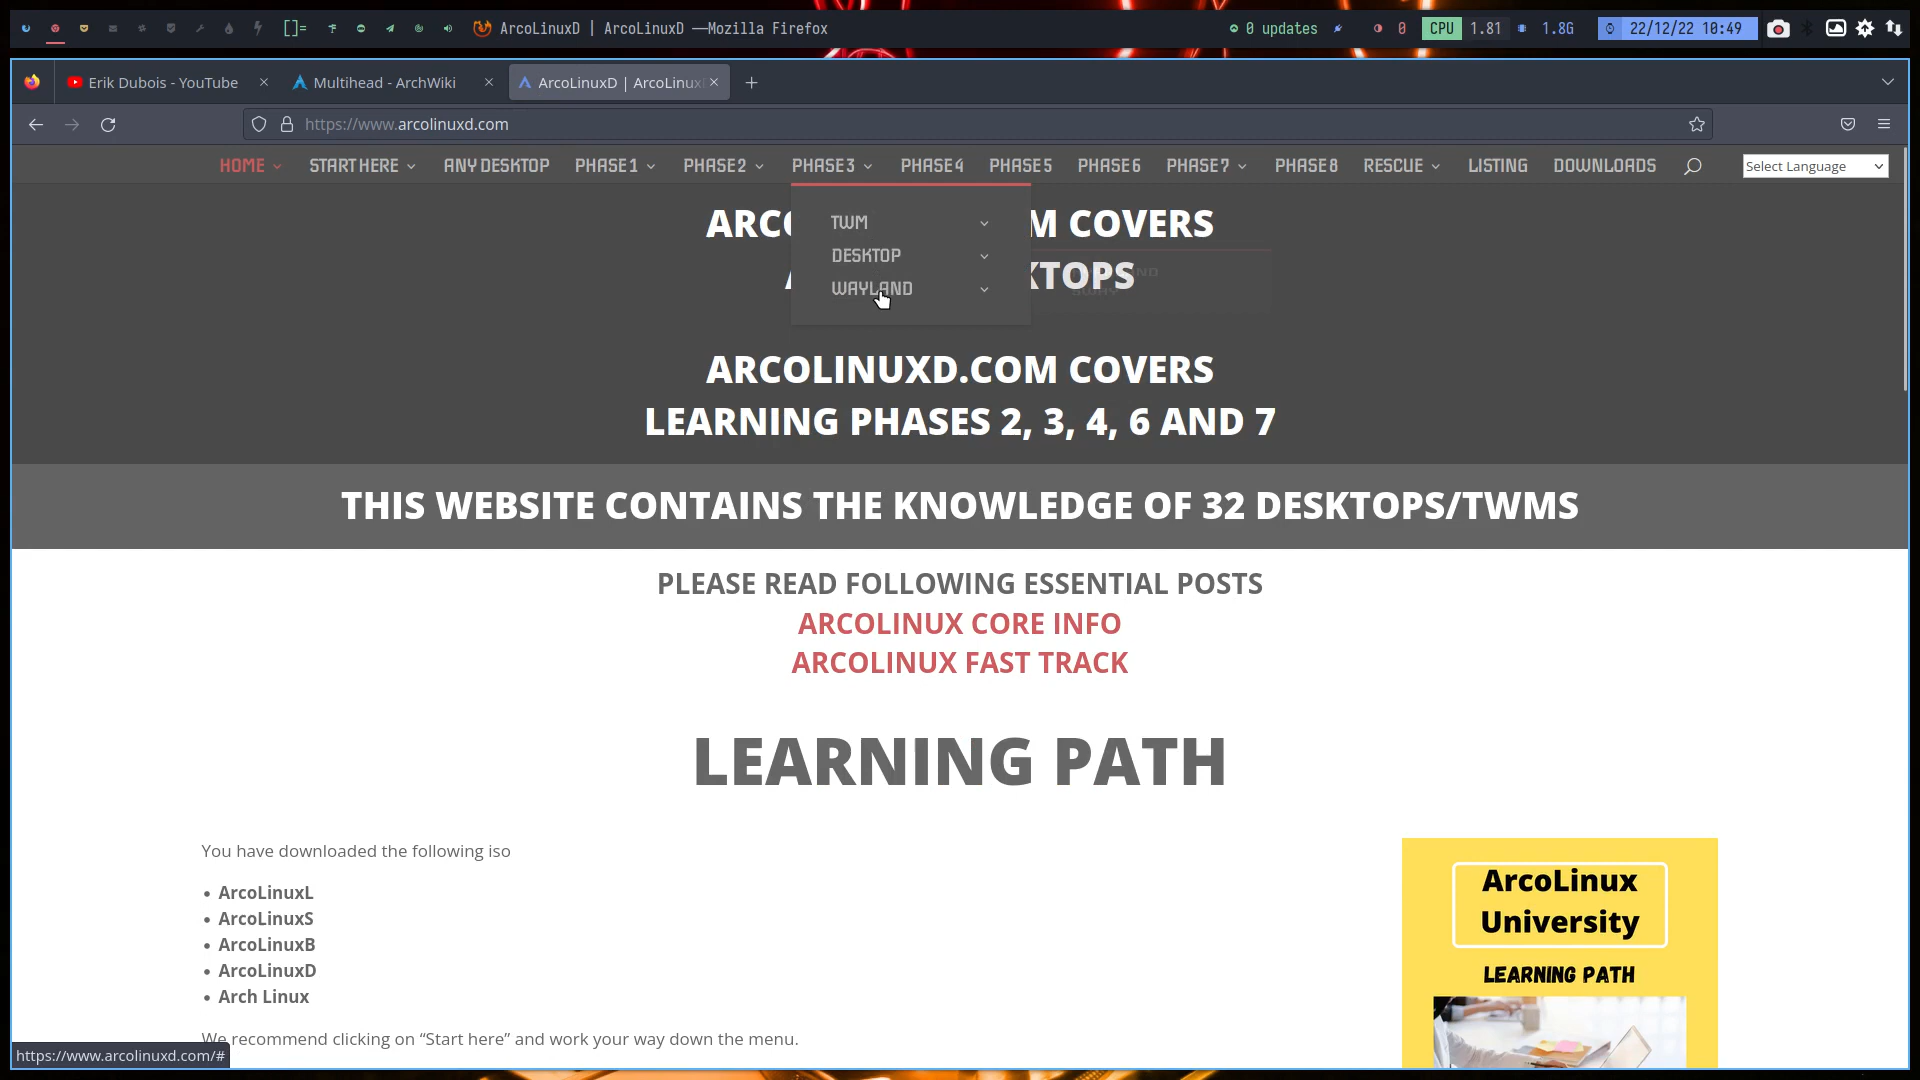 []=
ArcoLinuxD | ArcoLinuxD —Mozilla Firefox
0 updates
0
CPU 1.81
1.8G
22/12/22 10:49
Erik Dubois - YouTube
Multihead - ArchWiki
ArcoLinuxD | ArcoLinux
https://www.arcolinuxd.com
HOME
START HERE
ANY DESKTOP
PHASE 1
PHASE 2
PHASE 3
PHASE 4
PHASE 5
PHASE 6
PHASE 7
PHASE 8
RESCUE
LISTING
DOWNLOADS
Select Language
TWM
DESKTOP
WAYLAND
ARCO M COVERS
KTOPS
ARCOLINUXD.COM COVERS
LEARNING PHASES 2, 3, 4, 6 AND 7
THIS WEBSITE CONTAINS THE KNOWLEDGE OF 32 DESKTOPS/TWMS
PLEASE READ FOLLOWING ESSENTIAL POSTS
ARCOLINUX CORE INFO
ARCOLINUX FAST TRACK
LEARNING PATH
You have downloaded the following iso
• ArcoLinuxL
• ArcoLinuxS
• ArcoLinuxB
• ArcoLinuxD
• Arch Linux
We recommend clicking on “Start here” and work your way down the menu.
ArcoLinux
University
LEARNING PATH
https://www.arcolinuxd.com/#